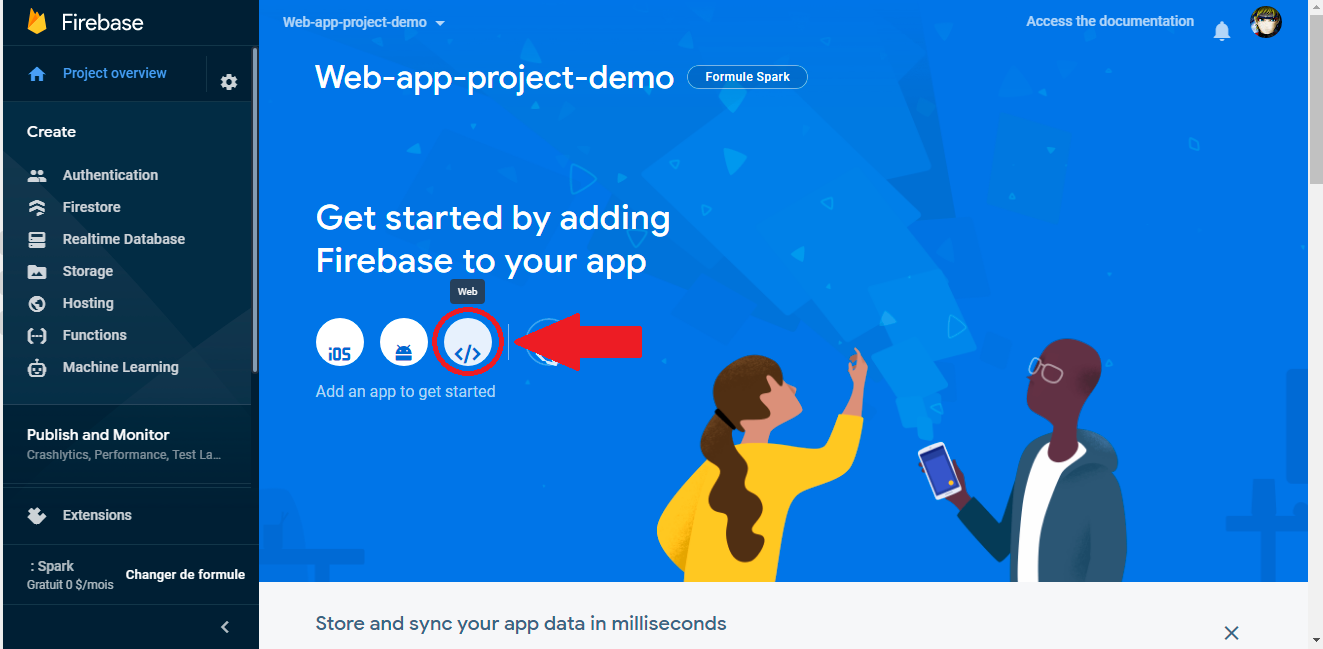 Firebase
Project overview
Create
Authentication
Firestore
Realtime Database
Storage
Hosting
Functions
Machine Learning
Publish and Monitor
Crashlytics, Performance, Test La...
Extensions
: Spark
Gratuit 0 $/mois
Changer de formule
Web-app-project-demo
Access the documentation
Web-app-project-demo
Formule Spark
Get started by adding
Firebase to your app
Web
iOS
</>
Add an app to get started
Store and sync your app data in milliseconds